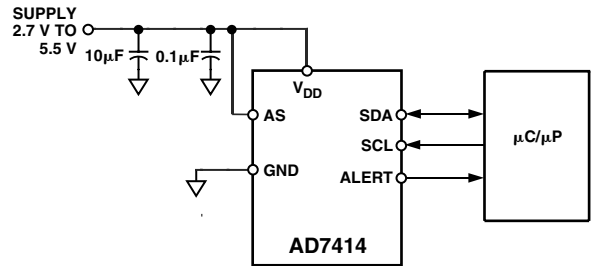 SUPPLY
2.7 V TO
5.5 V
10µF
0.1µF
VDD
AS
SDA
SCL
GND
ALERT
µC/µP
AD7414